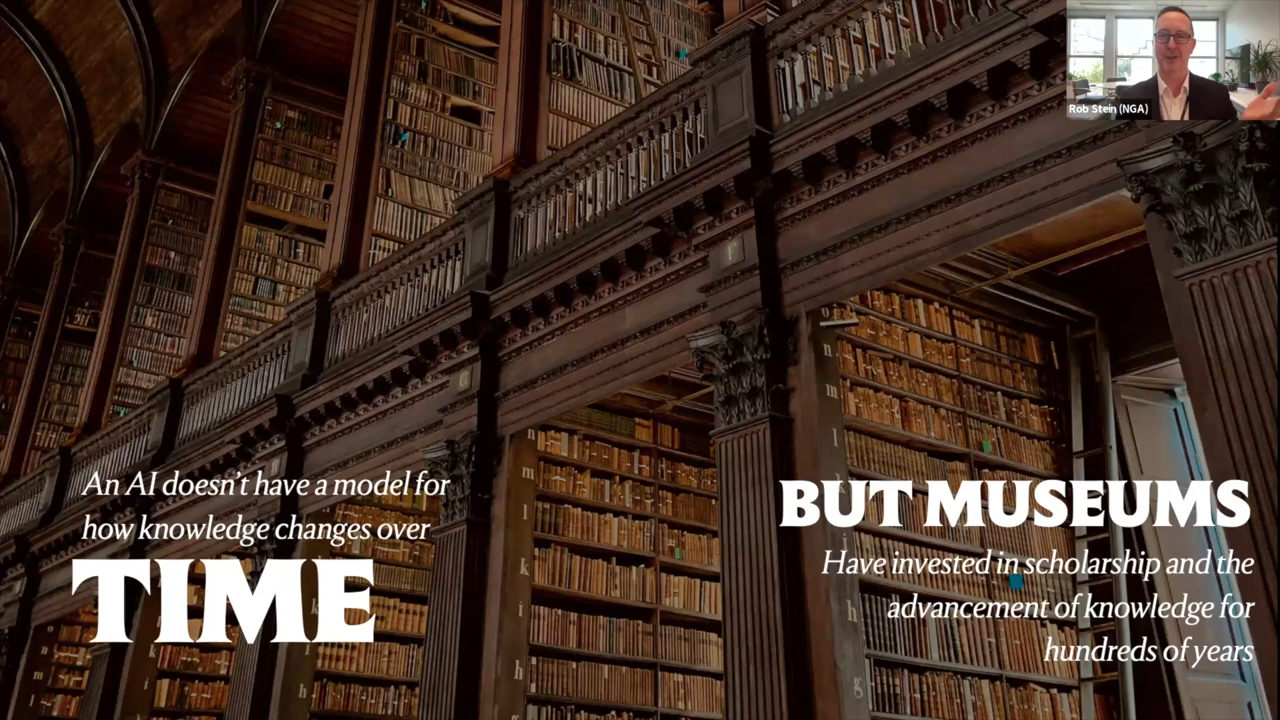 Rob Stein (NGA)
An AI doesn't have a model for
how knowledge changes over
TIME
BUT MUSEUMS
Have invested in scholarship and the
advancement of knowledge for
hundreds of years
F
G
o
n
m
l
h
g
n
m
l
k
i
h
g
k
i
h